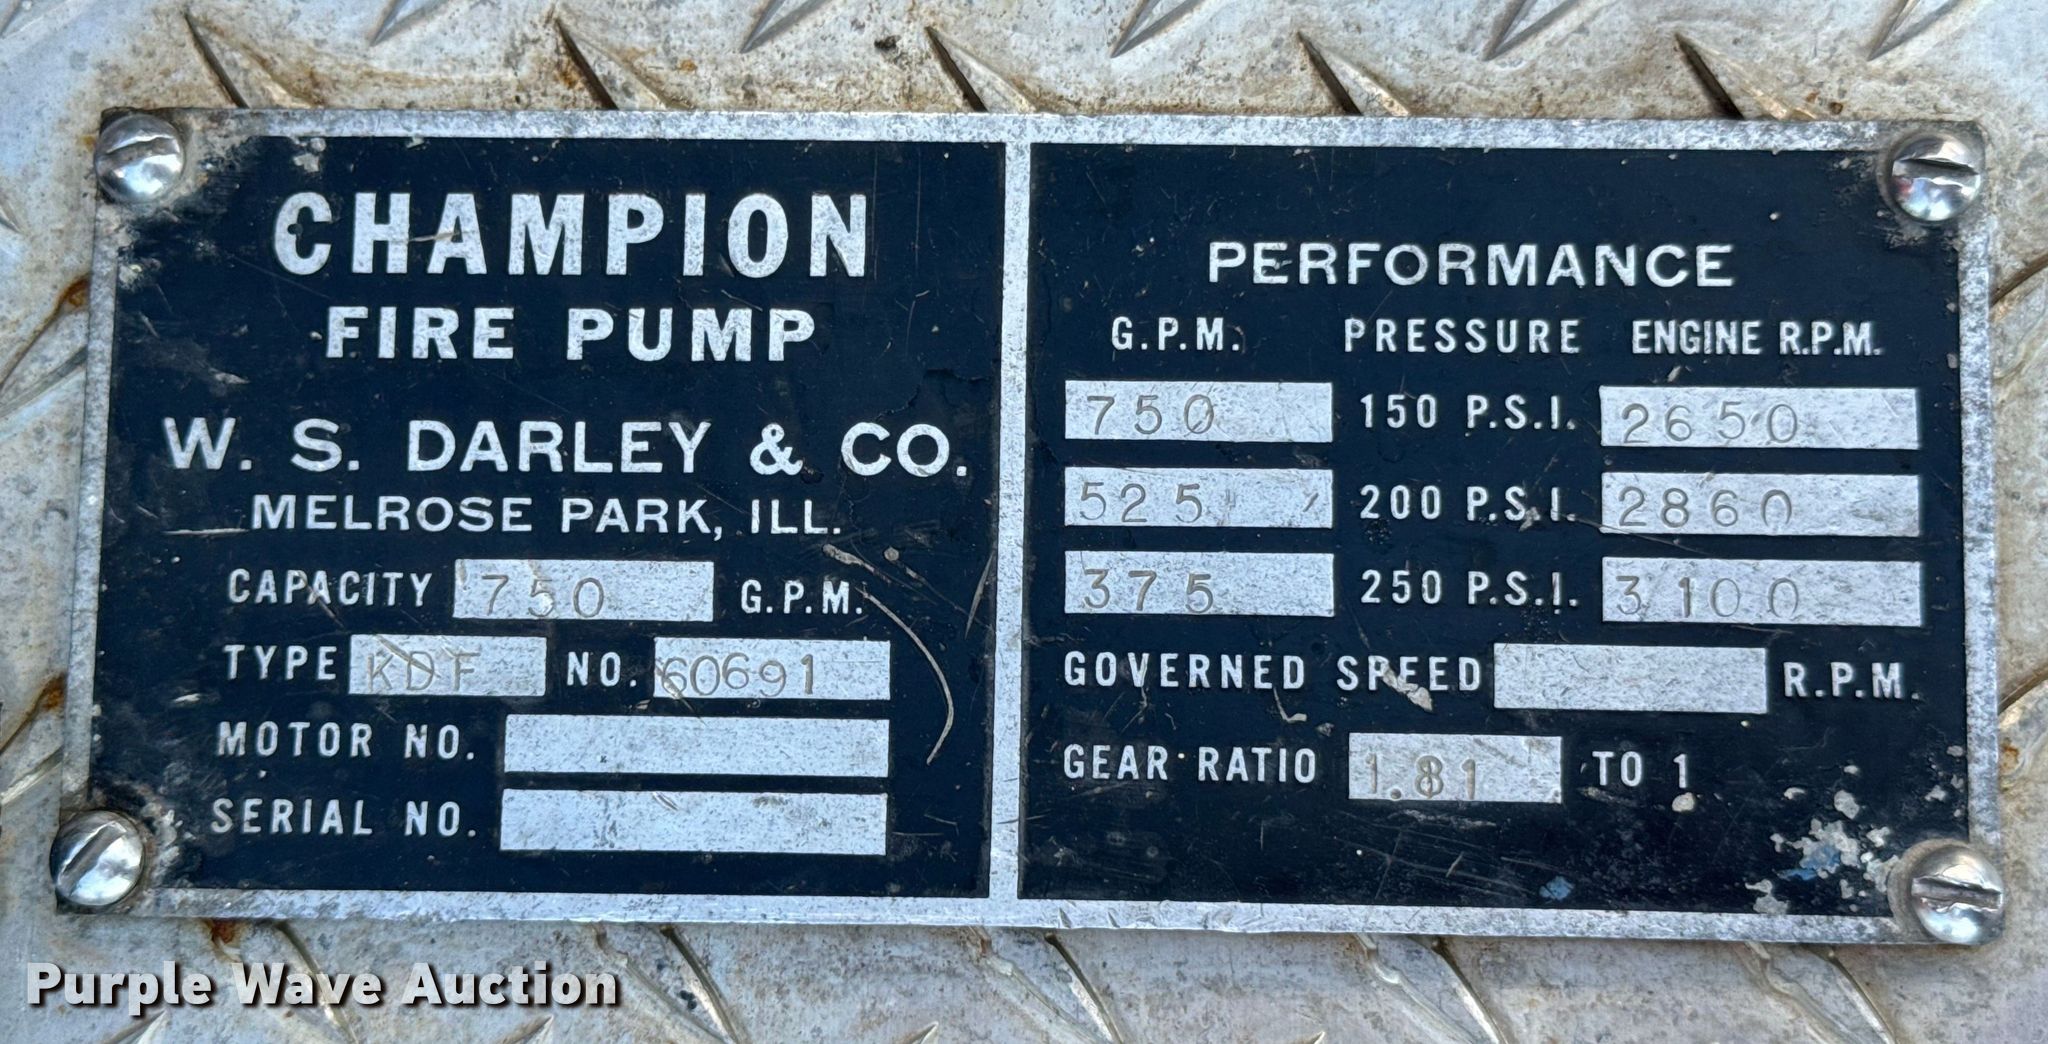 CHAMPION
FIRE PUMP
W. S. DARLEY & CO.
MELROSE PARK, ILL.
CAPACITY 750 G.P.M.
TYPE KDF NO. 60691
MOTOR NO.
SERIAL NO.
PERFORMANCE
G.P.M. PRESSURE ENGINE R.P.M.
750 150 P.S.I. 2650
525 200 P.S.I. 2860
375 250 P.S.I. 3100
GOVERNED SPEED R.P.M.
GEAR RATIO 1.81 TO 1
Purple Wave Auction